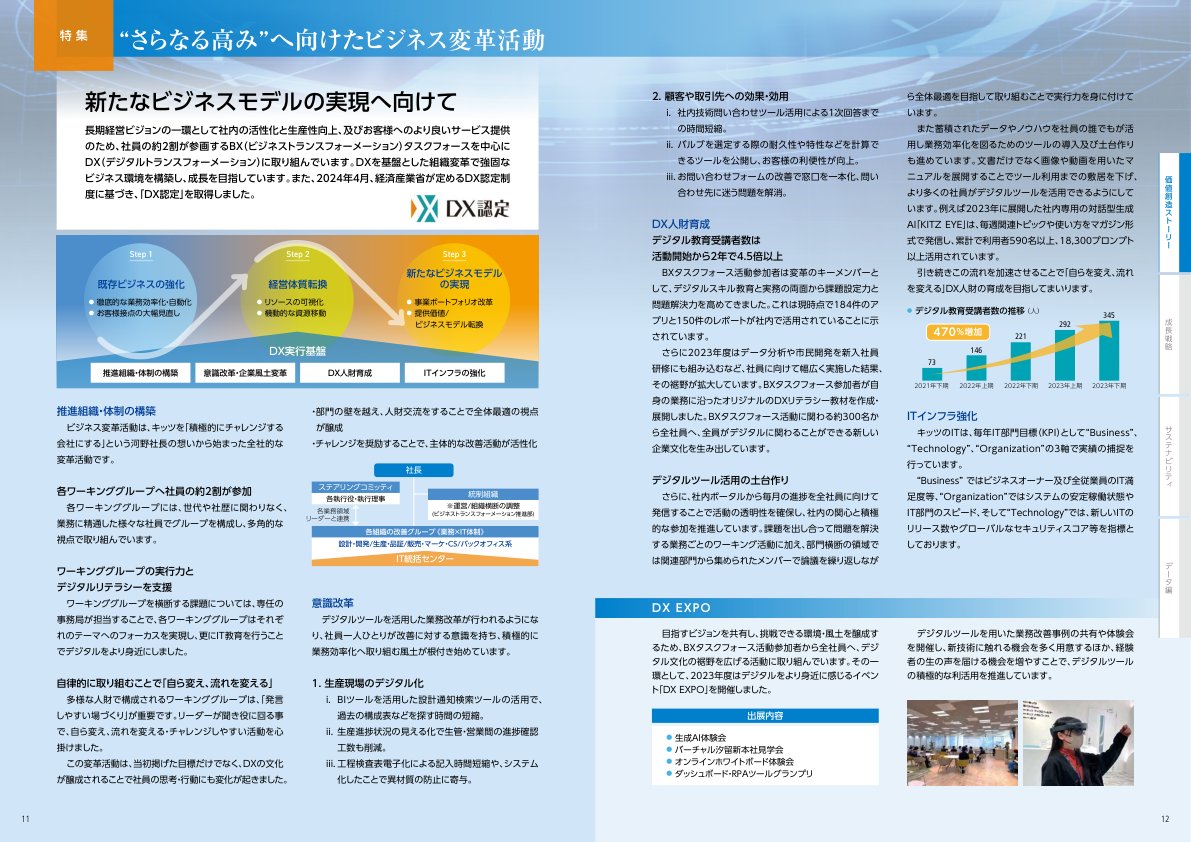 特集
“さらなる高み”へ向けたビジネス変革活動
新たなビジネスモデルの実現へ向けて
長期経営ビジョンの一環として社内の活性化と生産性向上、及びお客様へのより良いサービス提供
のため、社員の約2割が参画するBX（ビジネストランスフォーメーション）タスクフォースを中心に
DX（デジタルトランスフォーメーション）に取り組んでいます。DXを基盤とした組織変革で強固な
ビジネス環境を構築し、成長を目指しています。また、2024年4月、経済産業省が定めるDX認定制
度に基づき、「DX認定」を取得しました。
DX認定
Step 1
既存ビジネスの強化
● 徹底的な業務効率化・自動化
● お客様接点の大幅見直し
Step 2
経営体質転換
● リソースの可視化
● 機動的な資源移動
Step 3
新たなビジネスモデル
の実現
● 事業ポートフォリオ改革
● 提供価値/
ビジネスモデル転換
DX実行基盤
推進組織・体制の構築
意識改革・企業風土変革
DX人財育成
ITインフラの強化
推進組織・体制の構築
ビジネス変革活動は、キッツを「積極的にチャレンジする
会社にする」という河野社長の想いから始まった全社的な
変革活動です。
各ワーキンググループへ社員の約2割が参加
各ワーキンググループには、世代や社歴に関わりなく、
業務に精通した様々な社員でグループを構成し、多角的な
視点で取り組んでいます。
ワーキンググループの実行力と
デジタルリテラシーを支援
ワーキンググループを横断する課題については、専任の
事務局が担当することで、各ワーキンググループはそれぞ
れのテーマへのフォーカスを実現し、更にIT教育を行うこと
でデジタルをより身近にしました。
自律的に取り組むことで「自ら変え、流れを変える」
多様な人財で構成されるワーキンググループは、「発言
しやすい場づくり」が重要です。リーダーが聞き役に回る事
で、自ら変え、流れを変える・チャレンジしやすい活動を心
掛けました。
この変革活動は、当初掲げた目標だけでなく、DXの文化
が醸成されることで社員の思考・行動にも変化が起きました。
・部門の壁を越え、人財交流をすることで全体最適の視点
が醸成
・チャレンジを奨励することで、主体的な改善活動が活性化
社長
ステアリングコミッティ
各執行役・執行理事
統制組織
※運営/組織横断の調整
（ビジネストランスフォーメーション推進部）
各業務領域
リーダーと連携
各組織の改善グループ〈業務×IT体制〉
設計・開発/生産・品証/販売・マーケ・CS/バックオフィス系
IT統括センター
意識改革
デジタルツールを活用した業務改革が行われるようにな
り、社員一人ひとりが改善に対する意識を持ち、積極的に
業務効率化へ取り組む風土が根付き始めています。
1. 生産現場のデジタル化
i. BIツールを活用した設計通知検索ツールの活用で、
過去の構成表などを探す時間の短縮。
ii. 生産進捗状況の見える化で生管・営業間の進捗確認
工数も削減。
iii. 工程検査表電子化による記入時間短縮や、システム
化したことで異材質の防止に寄与。
2. 顧客や取引先への効果・効用
i. 社内技術問い合わせツール活用による1次回答まで
の時間短縮。
ii. バルブを選定する際の耐久性や特性などを計算で
きるツールを公開し、お客様の利便性が向上。
iii. お問い合わせフォームの改善で窓口を一本化、問い
合わせ先に迷う問題を解消。
DX人財育成
デジタル教育受講者数は
活動開始から2年で4.5倍以上
BXタスクフォース活動参加者は変革のキーメンバーと
して、デジタルスキル教育と実務の両面から課題設定力と
問題解決力を高めてきました。これは現時点で184件のア
プリと150件のレポートが社内で活用されていることに示
されています。
さらに2023年度はデータ分析や市民開発を新入社員
研修にも組み込むなど、社員に向けて幅広く実施した結果、
その裾野が拡大しています。BXタスクフォース参加者が自
身の業務に沿ったオリジナルのDXリテラシー教材を作成・
展開しました。BXタスクフォース活動に関わる約300名か
ら全社員へ、全員がデジタルに関わることができる新しい
企業文化を生み出しています。
デジタルツール活用の土台作り
さらに、社内ポータルから毎月の進捗を全社員に向けて
発信することで活動の透明性を確保し、社内の関心と積極
的な参加を推進しています。課題を出し合って問題を解決
する業務ごとのワーキング活動に加え、部門横断の領域で
は関連部門から集められたメンバーで論議を繰り返しなが
ら全体最適を目指して取り組むことで実行力を身に付けて
います。
また蓄積されたデータやノウハウを社員の誰でもが活
用し業務効率化を図るためのツールの導入及び土台作り
も進めています。文書だけでなく画像や動画を用いたマ
ニュアルを展開することでツール利用までの敷居を下げ、
より多くの社員がデジタルツールを活用できるようにして
います。例えば2023年に展開した社内専用の対話型生成
AI「KITZ EYE」は、毎週関連トピックや使い方をマガジン形
式で発信し、累計で利用者590名以上、18,300プロンプト
以上活用されています。
引き続きこの流れを加速させることで「自らを変え、流れ
を変える」DX人財の育成を目指してまいります。
● デジタル教育受講者数の推移（人）
470%増加
73
146
221
292
345
2021年下期 2022年上期 2022年下期 2023年上期 2023年下期
ITインフラ強化
キッツのITは、毎年IT部門目標（KPI）として“Business”、
“Technology”、“Organization”の3軸で実績の捕捉を
行っています。
“Business” ではビジネスオーナー及び全従業員のIT満
足度等、“Organization”ではシステムの安定稼働状態や
IT部門のスピード、そして“Technology”では、新しいITの
リリース数やグローバルなセキュリティスコア等を指標と
しております。
DX EXPO
目指すビジョンを共有し、挑戦できる環境・風土を醸成す
るため、BXタスクフォース活動参加者から全社員へ、デジ
タル文化の裾野を広げる活動に取り組んでいます。その一
環として、2023年度はデジタルをより身近に感じるイベン
ト「DX EXPO」を開催しました。
出展内容
● 生成AI体験会
● バーチャル汐留新本社見学会
● オンラインホワイトボード体験会
● ダッシュボード・RPAツールグランプリ
デジタルツールを用いた業務改善事例の共有や体験会
を開催し、新技術に触れる機会を多く用意するほか、経験
者の生の声を届ける機会を増やすことで、デジタルツール
の積極的な利活用を推進しています。
価値創造ストーリー
成長戦略
サステナビリティ
データ編
11
12